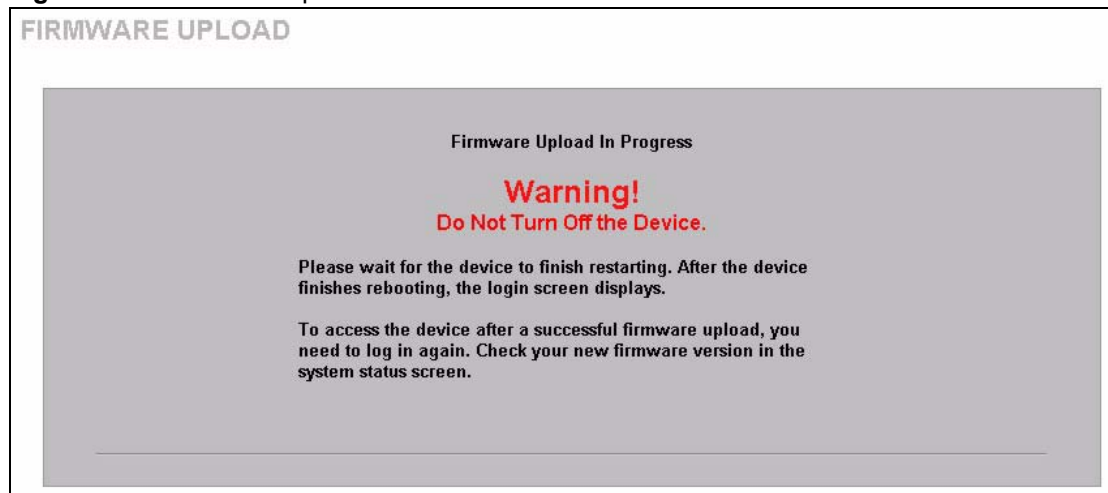 FIRMWARE UPLOAD
Firmware Upload In Progress
Warning!
Do Not Turn Off the Device.
Please wait for the device to finish restarting. After the device
finishes rebooting, the login screen displays.
To access the device after a successful firmware upload, you
need to log in again. Check your new firmware version in the
system status screen.